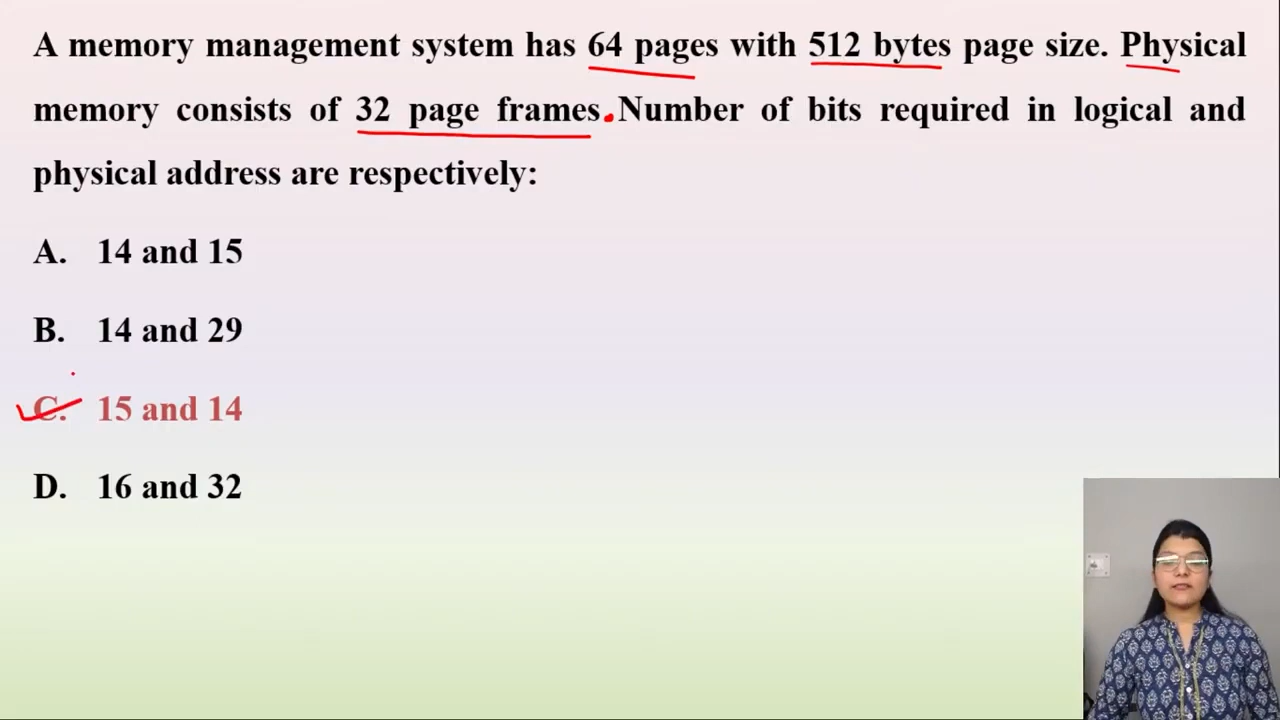 A memory management system has 64 pages with 512 bytes page size. Physical
memory consists of 32 page frames. Number of bits required in logical and
physical address are respectively:
A. 14 and 15
B. 14 and 29
C. 15 and 14
D. 16 and 32